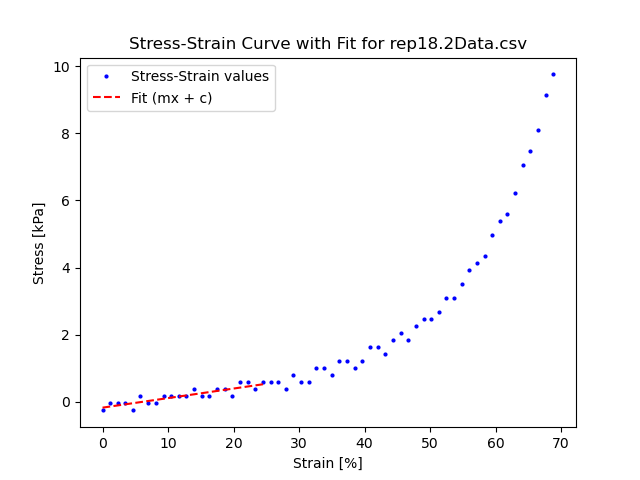 Stress-Strain Curve with Fit for rep18.2Data.csv
Stress-Strain values
Fit (mx + c)
10
8
6
4
2
0
Stress [kPa]
0 10 20 30 40 50 60 70
Strain [%]